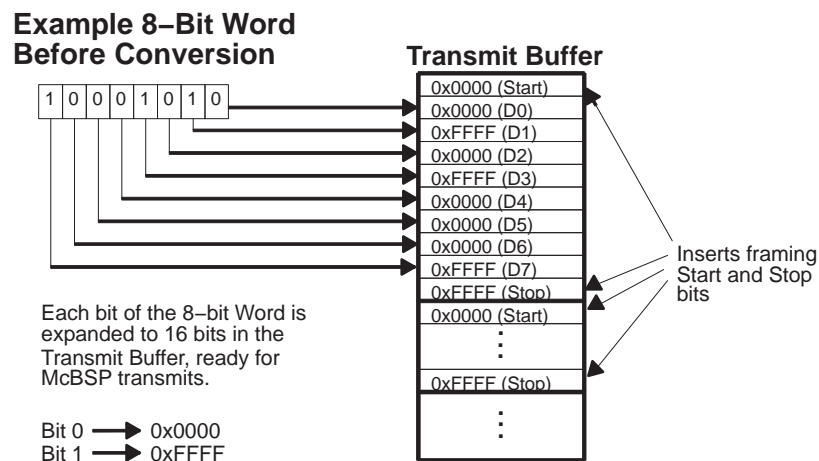 Example 8–Bit Word
Before Conversion
Transmit Buffer
1 0 0 0 1 0 1 0
0x0000 (Start)
0x0000 (D0)
0xFFFF (D1)
0x0000 (D2)
0xFFFF (D3)
0x0000 (D4)
0x0000 (D5)
0x0000 (D6)
0xFFFF (D7)
0xFFFF (Stop)
0x0000 (Start)
0xFFFF (Stop)
Inserts framing
Start and Stop
bits
Each bit of the 8–bit Word is
expanded to 16 bits in the
Transmit Buffer, ready for
McBSP transmits.
Bit 0 0x0000
Bit 1 0xFFFF